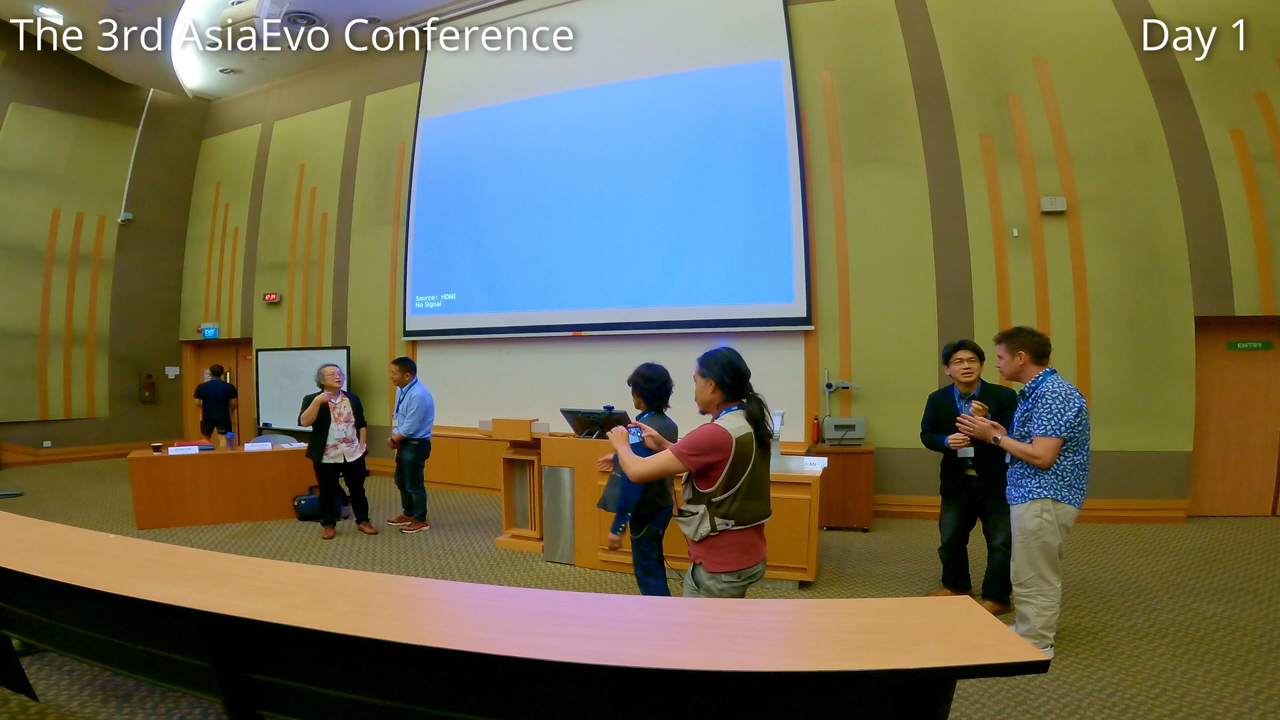 The 3rd AsiaEvo Conference
Day 1
Source: HDMI
No Signal
EXIT
ENTRY